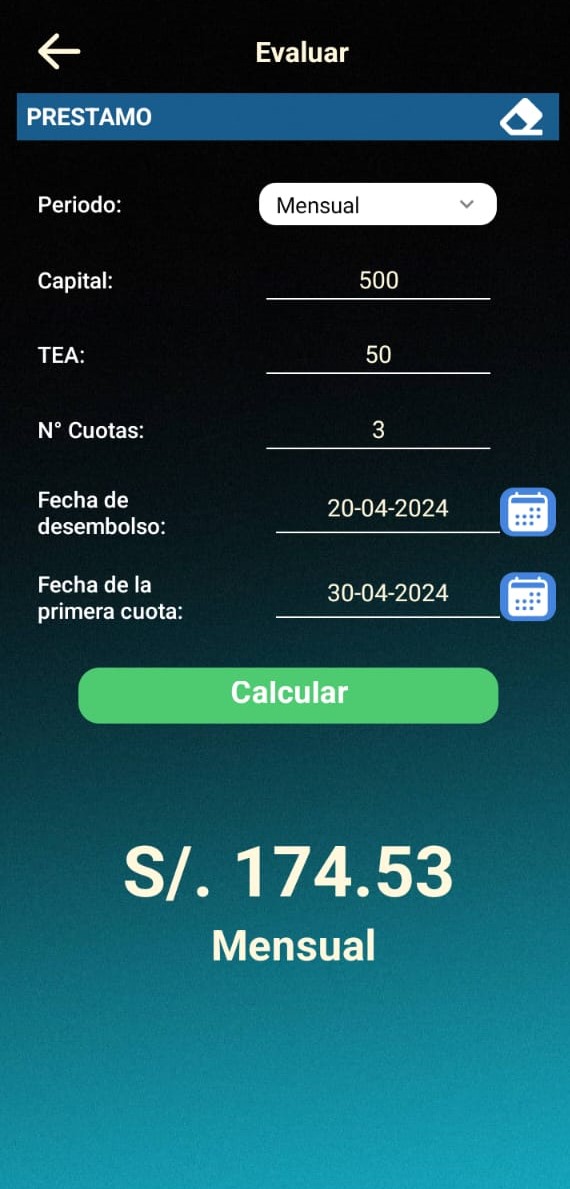 Evaluar
PRESTAMO
Periodo:
Mensual
Capital:
500
TEA:
50
N° Cuotas:
3
Fecha de
desembolso:
20-04-2024
Fecha de la
primera cuota:
30-04-2024
Calcular
S/. 174.53
Mensual